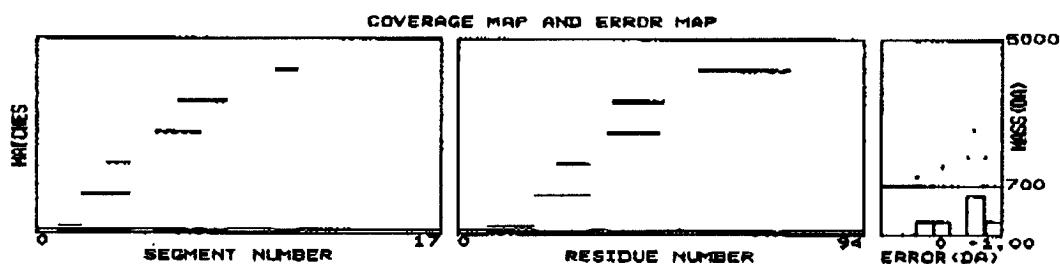 COVERAGE MAP AND ERROR MAP
MATCHES
0
17
SEGMENT NUMBER
0
94
RESIDUE NUMBER
5000
700
MASS(DA)
0
-1.00
ERROR(DA)